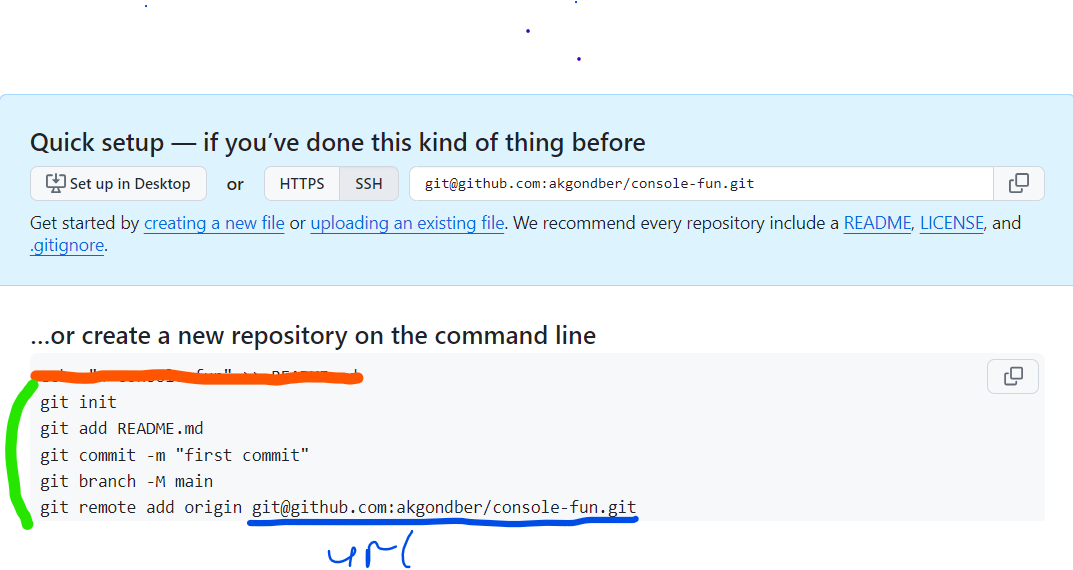 Quick setup — if you’ve done this kind of thing before
Set up in Desktop or HTTPS SSH git@github.com:akgondber/console-fun.git
Get started by creating a new file or uploading an existing file. We recommend every repository include a README, LICENSE, and
.gitignore.
...or create a new repository on the command line
git init
git add README.md
git commit -m "first commit"
git branch -M main
git remote add origin git@github.com:akgondber/console-fun.git